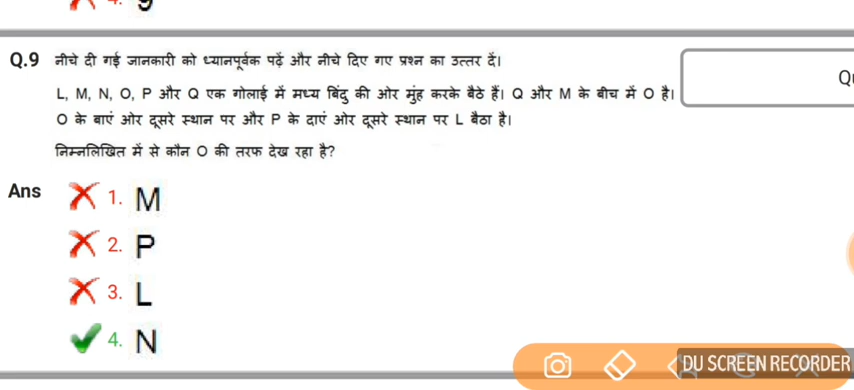 Q.9 नीचे दी गई जानकारी को ध्यानपूर्वक पढ़ें और नीचे दिए गए प्रश्न का उत्तर दें।
L, M, N, O, P और Q एक गोलाई में मध्य बिंदु की ओर मुंह करके बैठे हैं। Q और M के बीच में O है।
O के बाएं ओर दूसरे स्थान पर और P के दाएं ओर दूसरे स्थान पर L बैठा है।
निम्नलिखित में से कौन O की तरफ देख रहा है?
Ans 1. M
2. P
3. L
4. N
DU SCREEN RECORDER